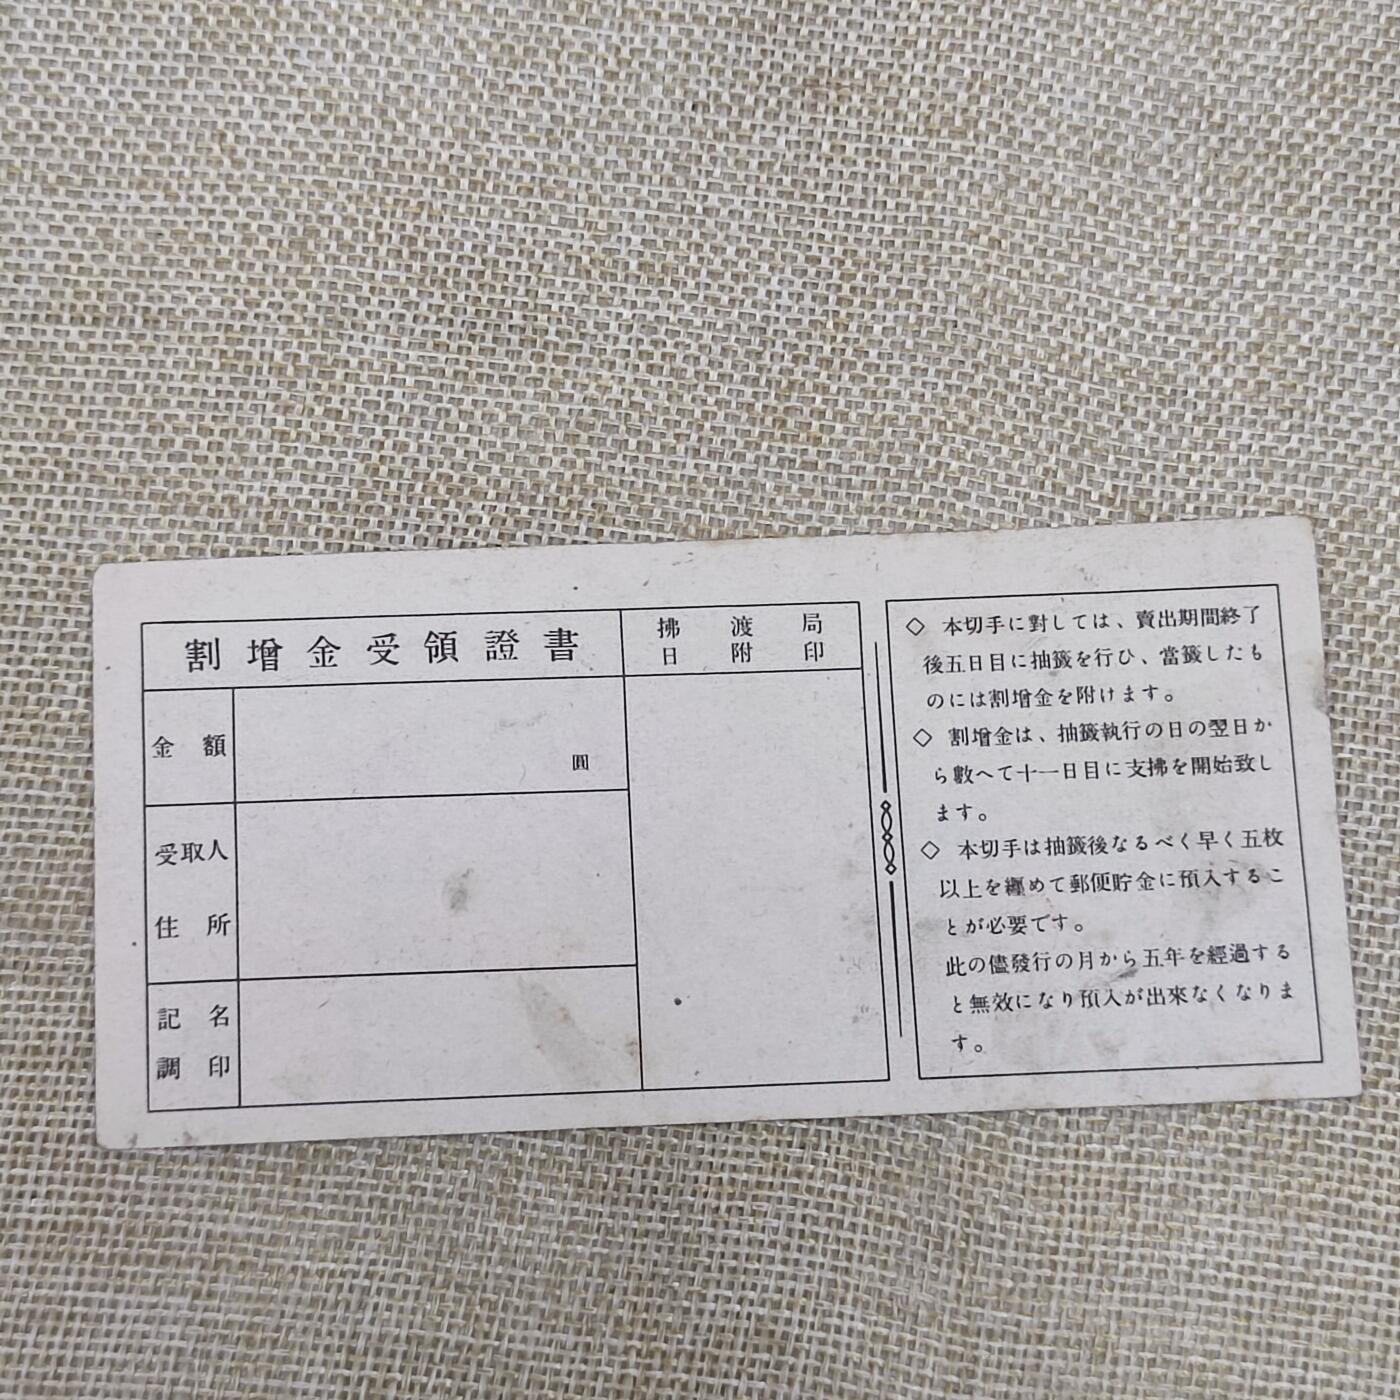 割增金受領證書
拂渡局
日附印
金額
圓
受取人
住所
記名
調印
◇ 本切手に對しては、賣出期間終了
後五日目に抽籤を行ひ、當籤したも
のには割增金を附けます。
◇ 割增金は、抽籤執行の日の翌日か
ら數へて十一日目に支拂を開始致し
ます。
◇ 本切手は抽籤後なるべく早く五枚
以上を纒めて郵便貯金に預入するこ
とが必要です。
此の儘發行の月から五年を經過する
と無效になり預入が出來なくなりま
す。